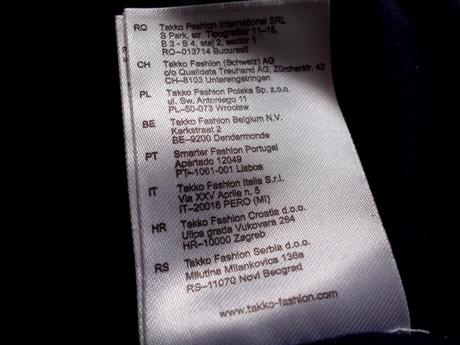 RO Takko Fashion International SRL
S Park, str. Tipografilor 11-15,
B 3 - B 4, etaj 2, sector 1
RO-013714 Bucuresti
CH Takko Fashion (Schweiz) AG
c/o Qualidata Treuhand AG, Zürcherstr. 42
CH-8103 Unterengstringen
PL Takko Fashion Polska Sp. z.o.o.
ul. Sw. Antoniego 11
PL-50-073 Wroclaw
BE Takko Fashion Belgium N.V.
Kerkstraat 2
BE-9200 Dendermonde
PT Smarter Fashion Portugal
Apartado 12049
PT-1061-001 Lisboa
IT Takko Fashion Italia S.r.l.
Via XXV Aprile n. 5
IT-20016 PERO (MI)
HR Takko Fashion Croatia d.o.o.
Ulica grada Vukovara 284
HR-10000 Zagreb
RS Takko Fashion Serbia d.o.o.
Milutina Milankovica 136a
RS-11070 Novi Beograd
www.takko-fashion.com